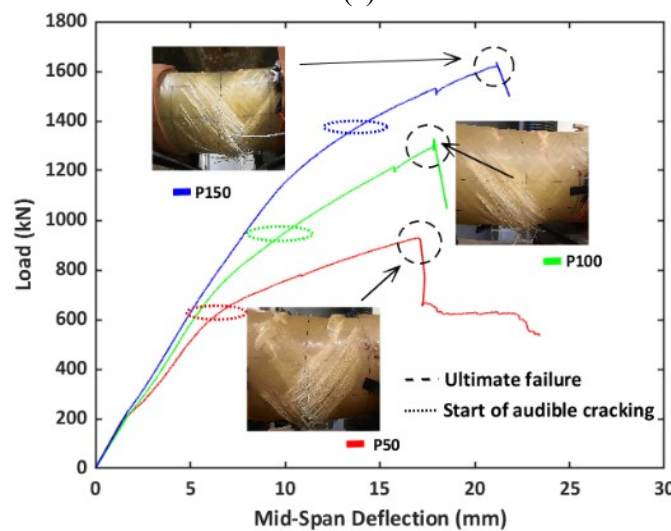 1800
1600
1400
1200
1000
800
600
400
200
0
Load (kN)
P150
P100
P50
Ultimate failure
Start of audible cracking
0 5 10 15 20 25 30
Mid-Span Deflection (mm)